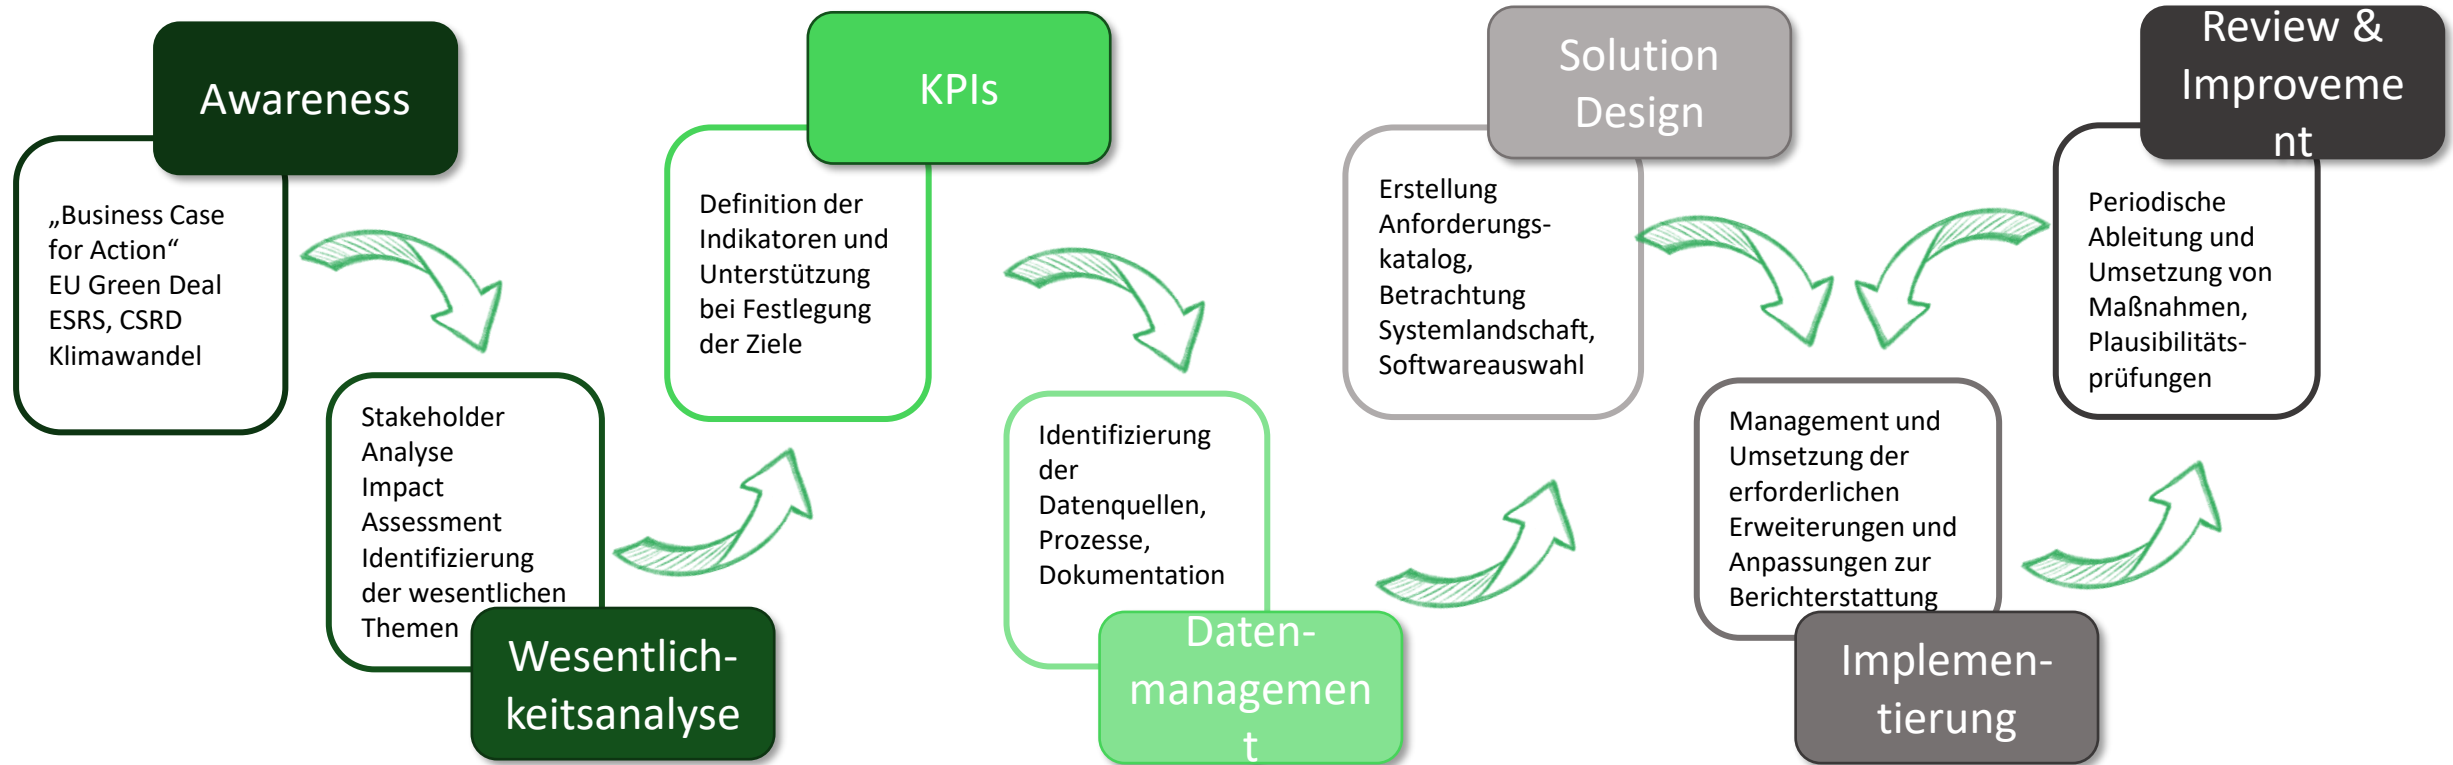 Awareness
„Business Case
for Action“
EU Green Deal
ESRS, CSRD
Klimawandel
Stakeholder
Analyse
Impact
Assessment
Identifizierung
der wesentlichen
Themen
Wesentlich-
keitsanalyse
KPIs
Definition der
Indikatoren und
Unterstützung
bei Festlegung
der Ziele
Identifizierung
der
Datenquellen,
Prozesse,
Dokumentation
Daten-
managemen
t
Solution
Design
Erstellung
Anforderungs-
katalog,
Betrachtung
Systemlandschaft,
Softwareauswahl
Management und
Umsetzung der
erforderlichen
Erweiterungen und
Anpassungen zur
Berichterstattung
Implemen-
tierung
Review &
Improveme
nt
Periodische
Ableitung und
Umsetzung von
Maßnahmen,
Plausibilitäts-
prüfungen